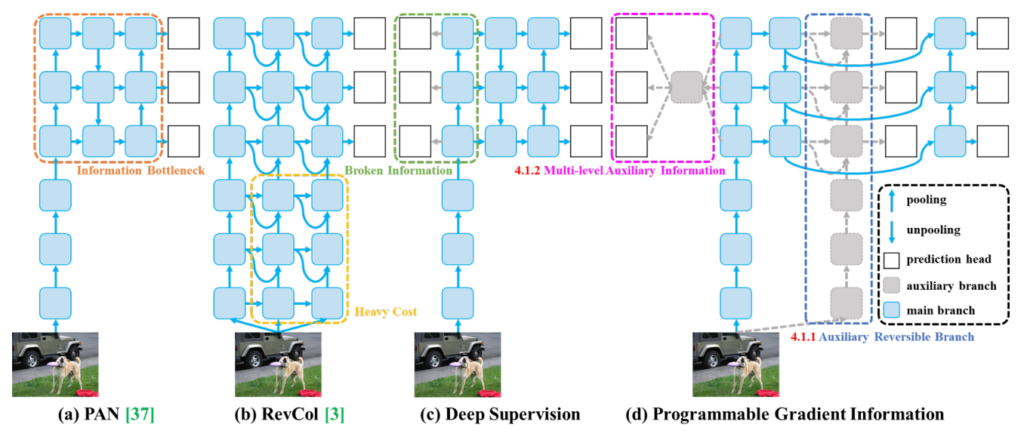 Information Bottleneck
Broken Information
4.1.2 Multi-level Auxiliary Information
Heavy Cost
pooling
unpooling
prediction head
auxiliary branch
main branch
4.1.1 Auxiliary Reversible Branch
(a) PAN [37]
(b) RevCol [3]
(c) Deep Supervision
(d) Programmable Gradient Information